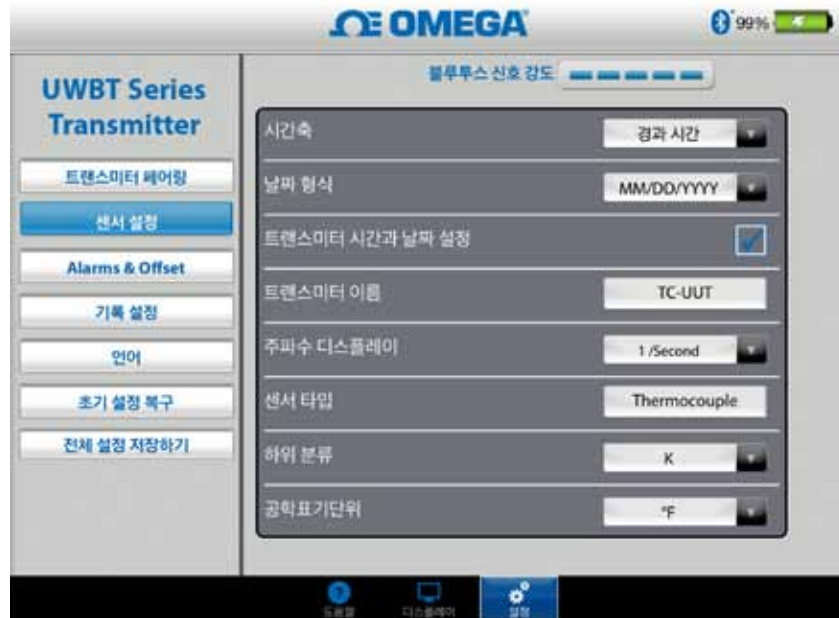 OMEGA
99%
UWBT Series
Transmitter
블루투스 신호 강도
트랜스미터 페어링
센서 설정
Alarms & Offset
기록 설정
언어
초기 설정 복구
전체 설정 저장하기
시간축 경과 시간
날짜 형식 MM/DD/YYYY
트랜스미터 시간과 날짜 설정
트랜스미터 이름 TC-UUT
주파수 디스플레이 1 /Second
센서 타입 Thermocouple
하위 분류 K
공학표기단위 °F
도움말 디스플레이 설정